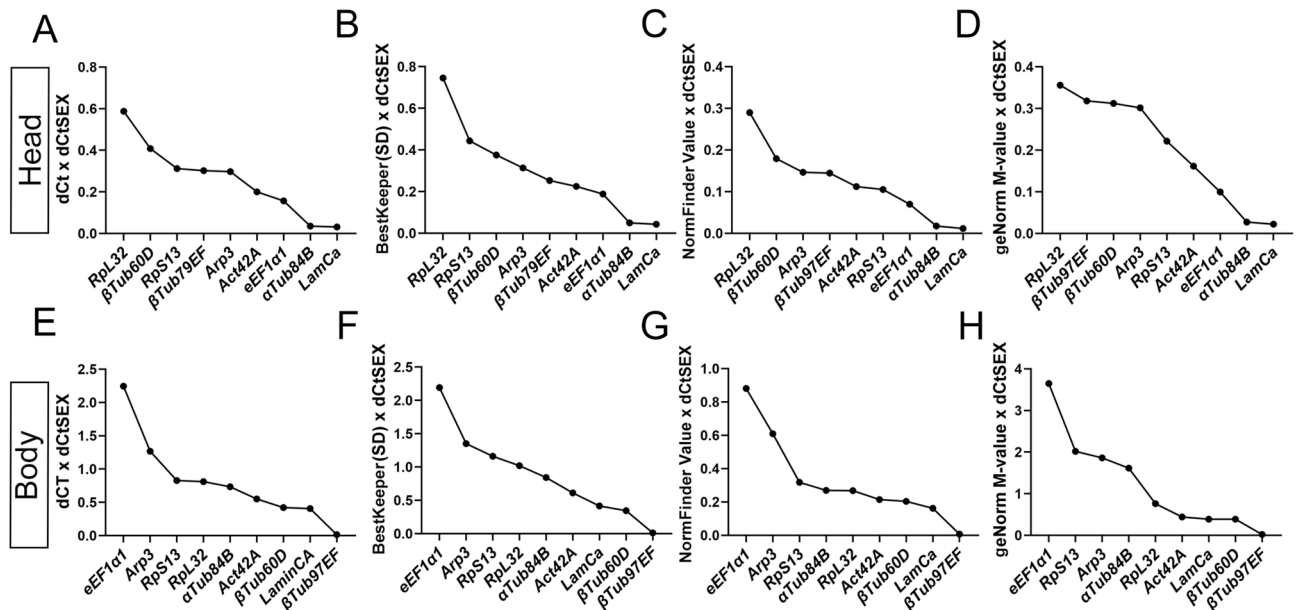 A
B
C
D
Head
dCt x dCtSEX
0.8
0.6
0.4
0.2
0.0
RpL32
βTub60D
RpS13
βTub79EF
Arp3
Act42A
eEF1α1
αTub84B
LamCa
BestKeeper(SD) x dCtSEX
0.8
0.6
0.4
0.2
0.0
RpL32
RpS13
βTub60D
Arp3
βTub79EF
Act42A
eEF1α1
αTub84B
LamCa
NormFinder Value x dCtSEX
0.4
0.3
0.2
0.1
0.0
RpL32
βTub60D
Arp3
βTub97EF
Act42A
RpS13
eEF1α1
αTub84B
LamCa
geNorm M-value x dCtSEX
0.4
0.3
0.2
0.1
0.0
RpL32
βTub97EF
βTub60D
Arp3
RpS13
Act42A
eEF1α1
αTub84B
LamCa
E
F
G
H
Body
dCT x dCtSEX
2.5
2.0
1.5
1.0
0.5
0.0
eEF1α1
Arp3
RpS13
RpL32
αTub84B
Act42A
βTub60D
LaminCA
βTub97EF
BestKeeper(SD) x dCtSEX
2.5
2.0
1.5
1.0
0.5
0.0
eEF1α1
Arp3
RpS13
RpL32
αTub84B
Act42A
LamCa
βTub60D
βTub97EF
NormFinder Value x dCtSEX
1.0
0.8
0.6
0.4
0.2
0.0
eEF1α1
Arp3
RpS13
αTub84B
RpL32
Act42A
βTub60D
LamCa
βTub97EF
geNorm M-value x dCtSEX
4
3
2
1
0
eEF1α1
RpS13
Arp3
αTub84B
RpL32
Act42A
LamCa
βTub60D
βTub97EF